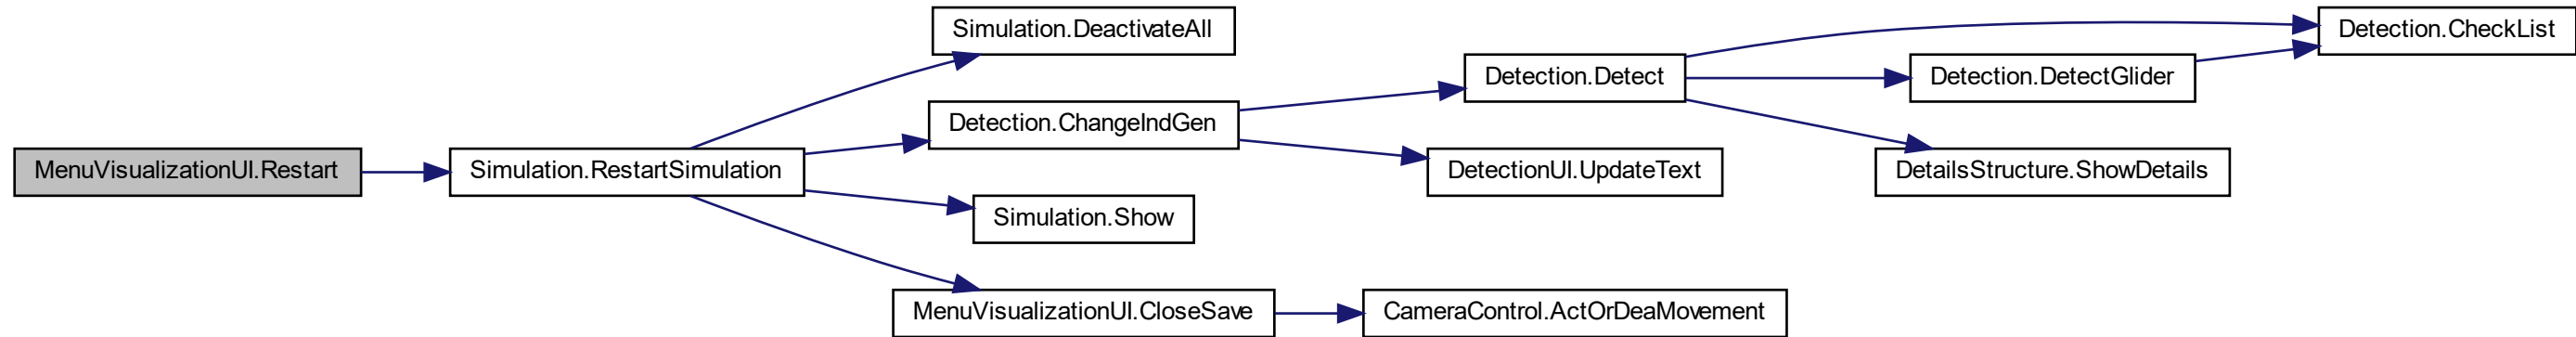 MenuVisualizationUI.Restart
Simulation.RestartSimulation
Simulation.DeactivateAll
Detection.ChangeIndGen
Simulation.Show
MenuVisualizationUI.CloseSave
Detection.Detect
DetectionUI.UpdateText
CameraControl.ActOrDeaMovement
Detection.DetectGlider
DetailsStructure.ShowDetails
Detection.CheckList